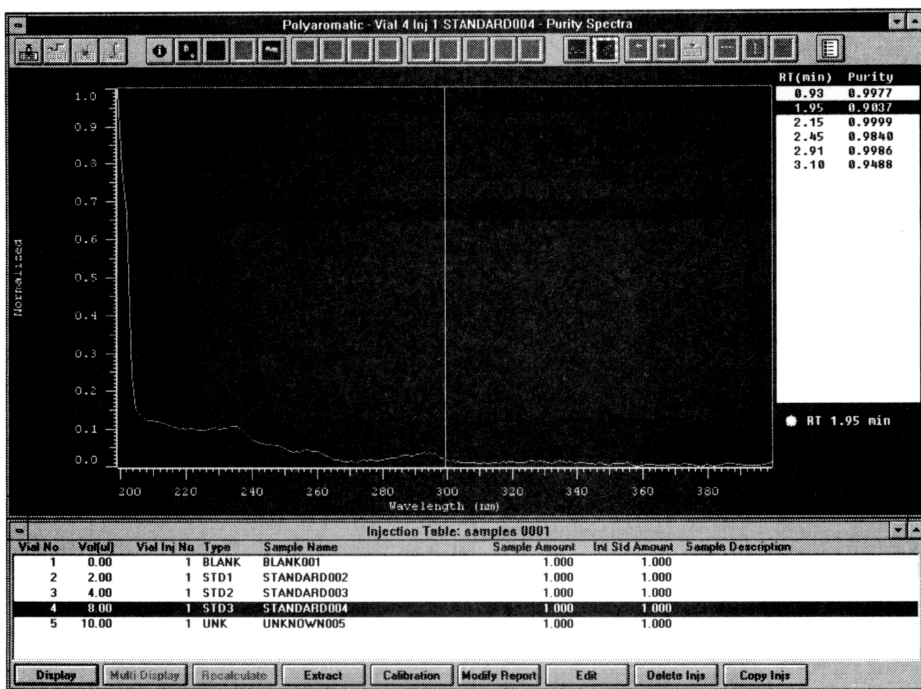 Polyaromatic - Vial 4 Inj 1 STANDARD004 - Purity Spectra
RT(min) Purity
0.93 0.9977
1.95 0.9037
2.15 0.9999
2.45 0.9840
2.91 0.9986
3.10 0.9488
RT 1.95 min
Normalized
1.0
0.9
0.8
0.7
0.6
0.5
0.4
0.3
0.2
0.1
0.0
200 220 240 260 280 300 320 340 360 380
Wavelength (nm)
Injection Table: samples 0001
Vial No Vol(ul) Vial Inj No Type Sample Name Sample Amount Int Std Amount Sample Description
1 0.00 1 BLANK BLANK001 1.000 1.000
2 2.00 1 STD1 STANDARD002 1.000 1.000
3 4.00 1 STD2 STANDARD003 1.000 1.000
4 8.00 1 STD3 STANDARD004 1.000 1.000
5 10.00 1 UNK UNKNOWN005 1.000 1.000
Display Multi Display Recalculate Extract Calibration Modify Report Edit Delete Injs Copy Injs